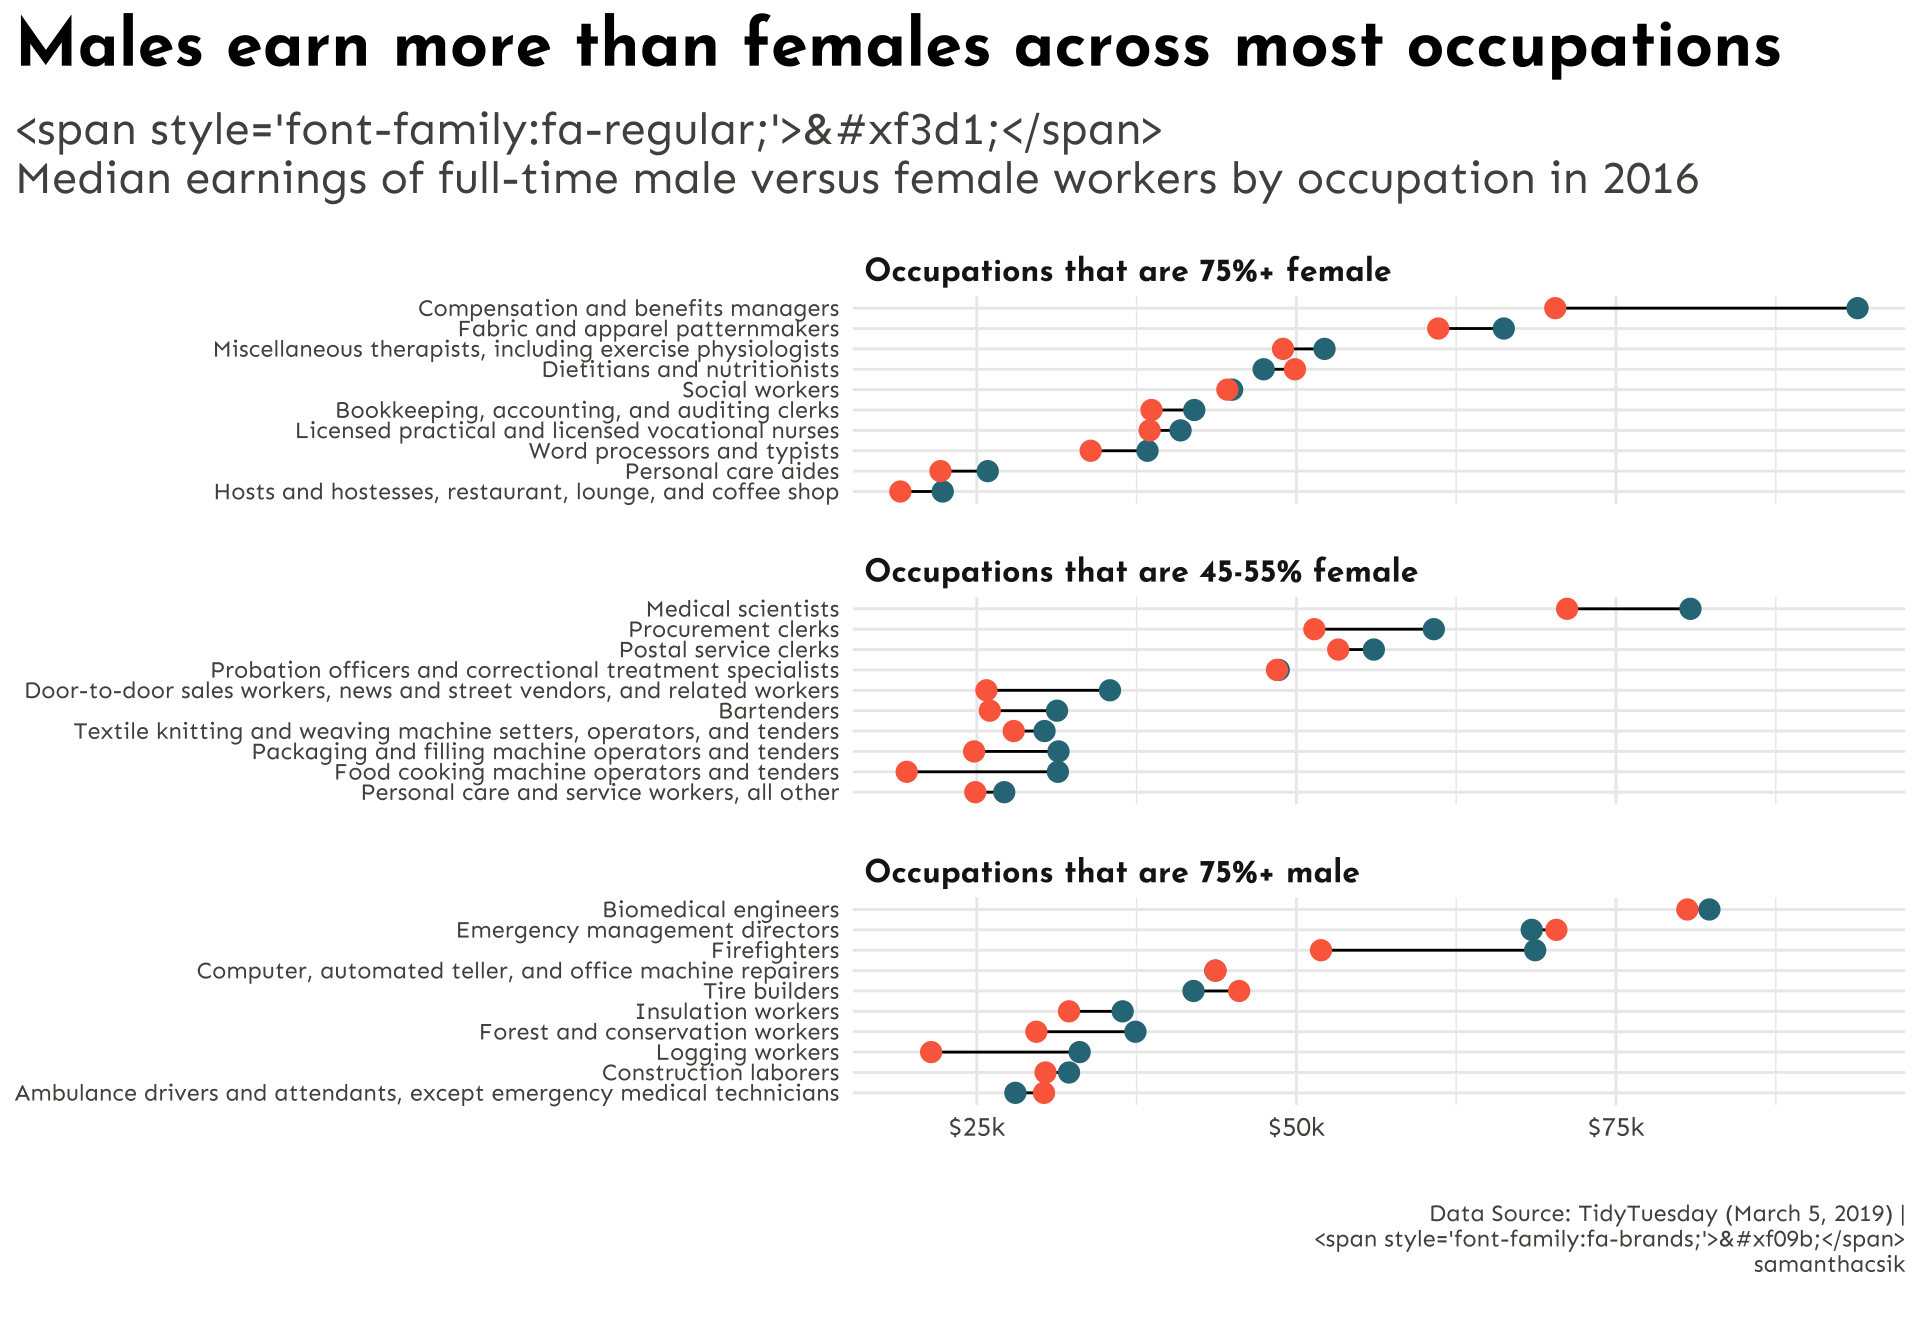 Males earn more than females across most occupations
<span style='font-family:fa-regular;'>&#xf3d1;</span>
Median earnings of full-time male versus female workers by occupation in 2016
Occupations that are 75%+ female
Compensation and benefits managers
Fabric and apparel patternmakers
Miscellaneous therapists, including exercise physiologists
Dietitians and nutritionists
Social workers
Bookkeeping, accounting, and auditing clerks
Licensed practical and licensed vocational nurses
Word processors and typists
Personal care aides
Hosts and hostesses, restaurant, lounge, and coffee shop
Occupations that are 45-55% female
Medical scientists
Procurement clerks
Postal service clerks
Probation officers and correctional treatment specialists
Door-to-door sales workers, news and street vendors, and related workers
Bartenders
Textile knitting and weaving machine setters, operators, and tenders
Packaging and filling machine operators and tenders
Food cooking machine operators and tenders
Personal care and service workers, all other
Occupations that are 75%+ male
Biomedical engineers
Emergency management directors
Firefighters
Computer, automated teller, and office machine repairers
Tire builders
Insulation workers
Forest and conservation workers
Logging workers
Construction laborers
Ambulance drivers and attendants, except emergency medical technicians
$25k $50k $75k
Data Source: TidyTuesday (March 5, 2019) |
<span style='font-family:fa-brands;'>&#xf09b;</span>
samanthacsik